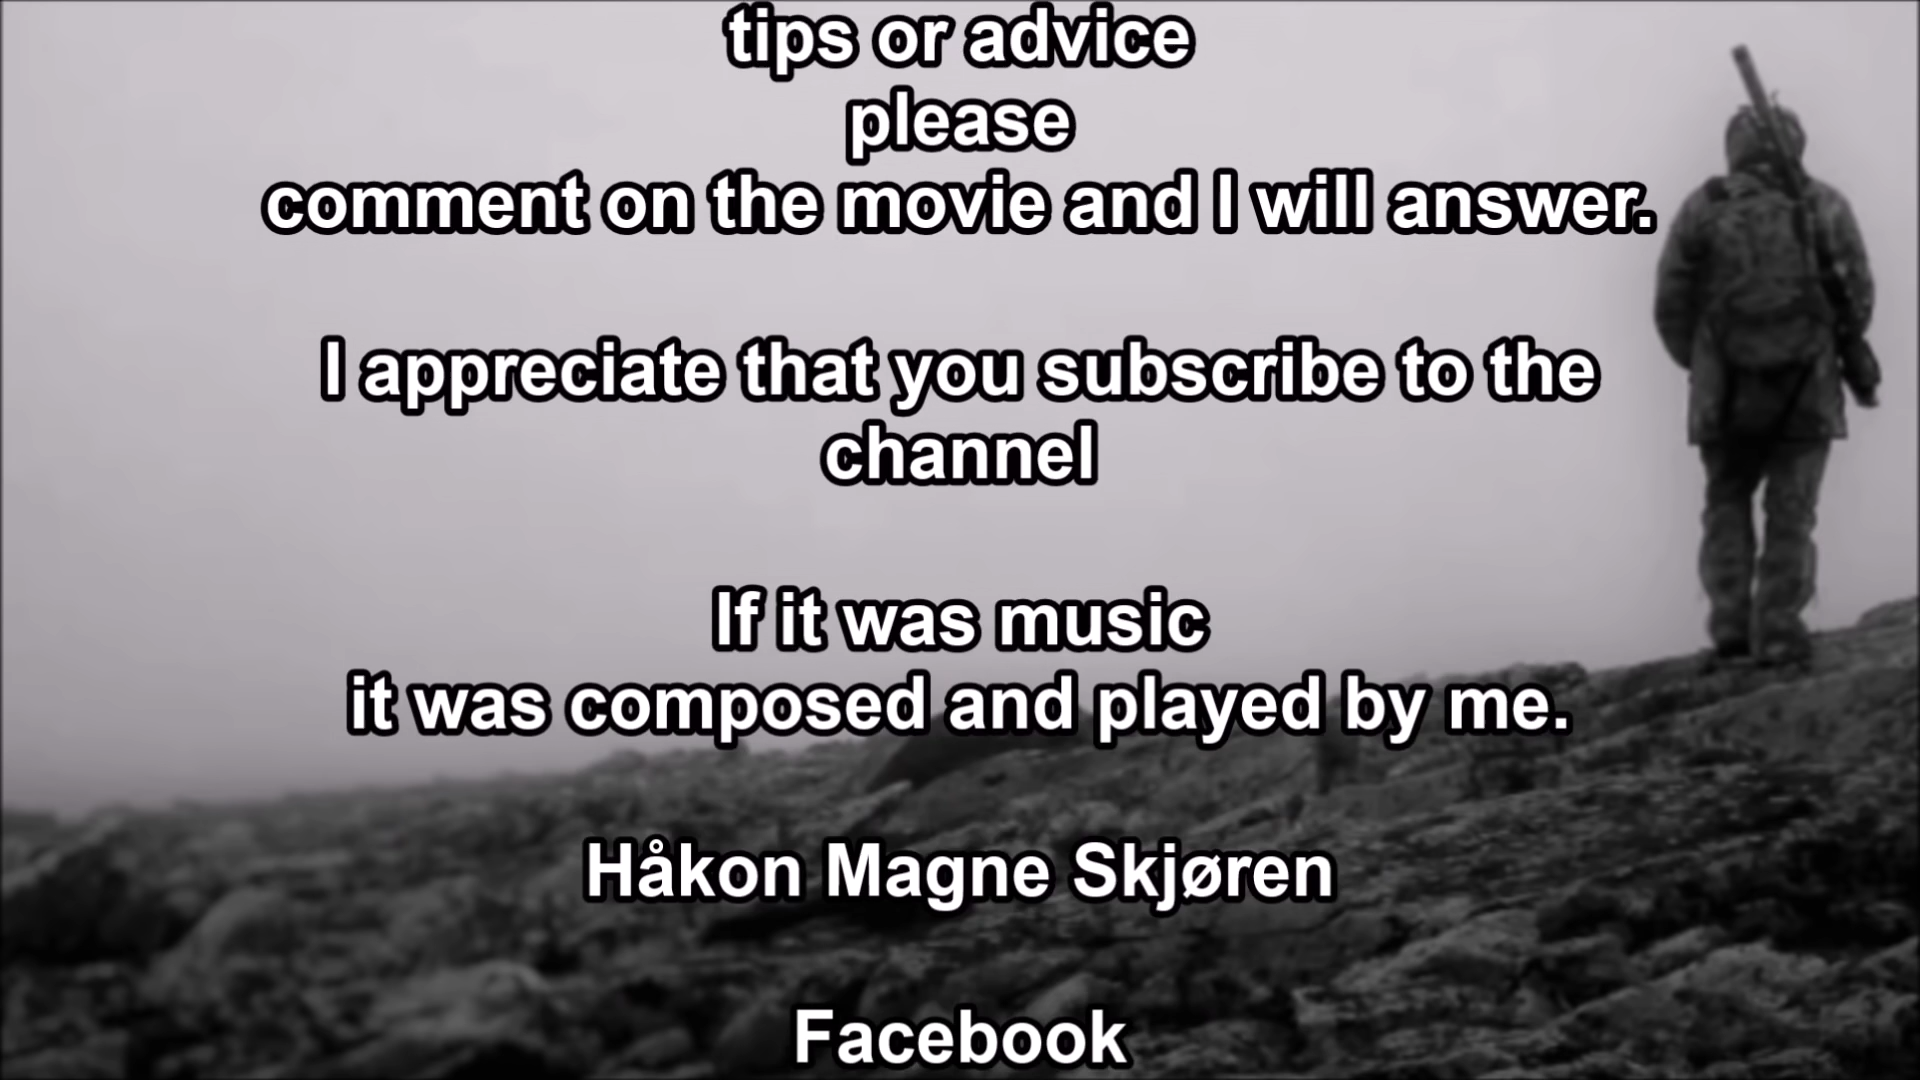 tips or advice
please
comment on the movie and I will answer.
I appreciate that you subscribe to the
channel
If it was music
it was composed and played by me.
Håkon Magne Skjøren
Facebook